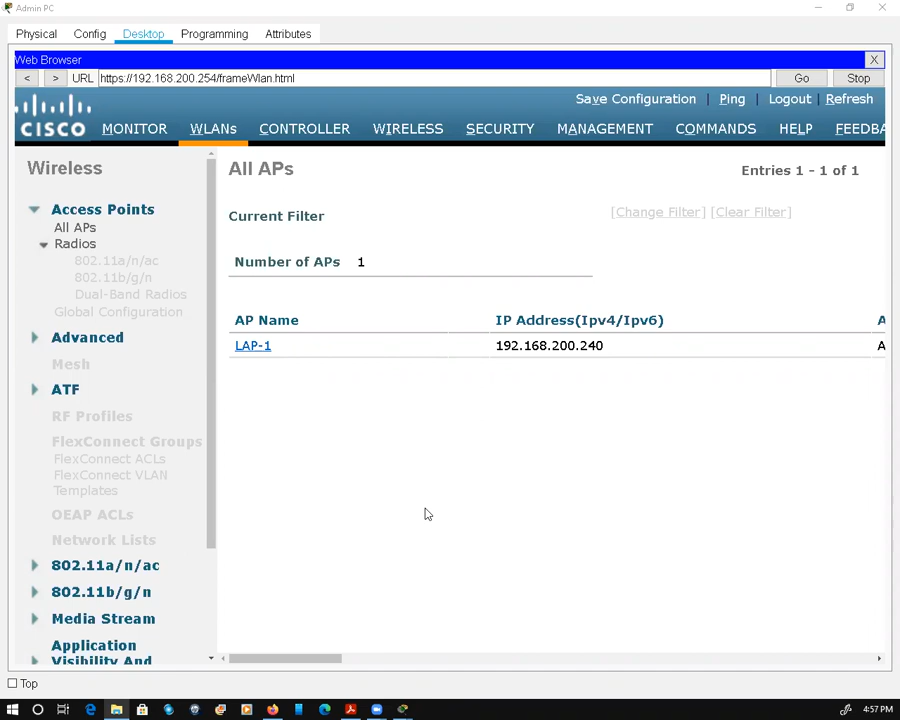 Admin PC
Physical Config Desktop Programming Attributes
Web Browser X
< > URL https://192.168.200.254/frameWlan.html Go Stop
Save Configuration | Ping | Logout | Refresh
CISCO MONITOR WLANs CONTROLLER WIRELESS SECURITY MANAGEMENT COMMANDS HELP FEEDBA
Wireless
Access Points
All APs
Radios
802.11a/n/ac
802.11b/g/n
Dual-Band Radios
Global Configuration
Advanced
Mesh
ATF
RF Profiles
FlexConnect Groups
FlexConnect ACLs
FlexConnect VLAN
Templates
OEAP ACLs
Network Lists
802.11a/n/ac
802.11b/g/n
Media Stream
Application
Visibility And
All APs Entries 1 - 1 of 1
Current Filter [Change Filter] [Clear Filter]
Number of APs 1
AP Name IP Address(Ipv4/Ipv6) A
LAP-1 192.168.200.240 A
Top
4:57 PM